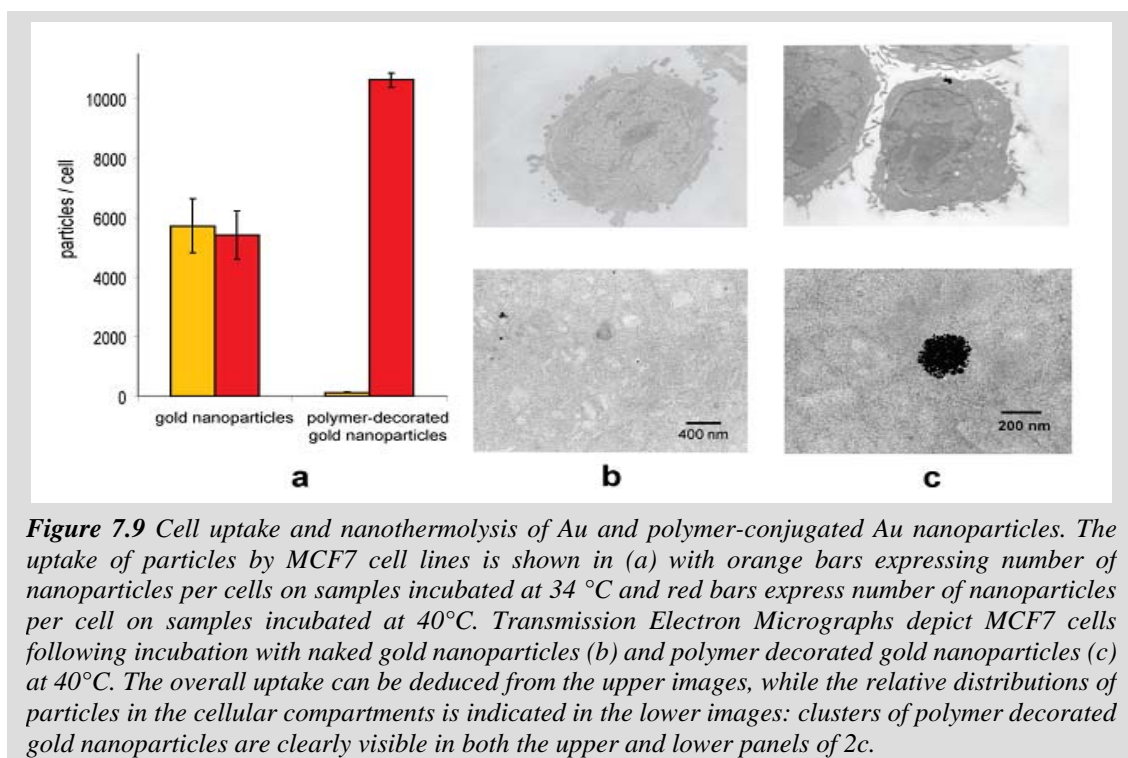 10000
8000
6000
4000
2000
0
particles / cell
gold nanoparticles
polymer-decorated
gold nanoparticles
400 nm
200 nm
a
b
c
Figure 7.9 Cell uptake and nanothermolysis of Au and polymer-conjugated Au nanoparticles. The
uptake of particles by MCF7 cell lines is shown in (a) with orange bars expressing number of
nanoparticles per cells on samples incubated at 34 °C and red bars express number of nanoparticles
per cell on samples incubated at 40°C. Transmission Electron Micrographs depict MCF7 cells
following incubation with naked gold nanoparticles (b) and polymer decorated gold nanoparticles (c)
at 40°C. The overall uptake can be deduced from the upper images, while the relative distributions of
particles in the cellular compartments is indicated in the lower images: clusters of polymer decorated
gold nanoparticles are clearly visible in both the upper and lower panels of 2c.